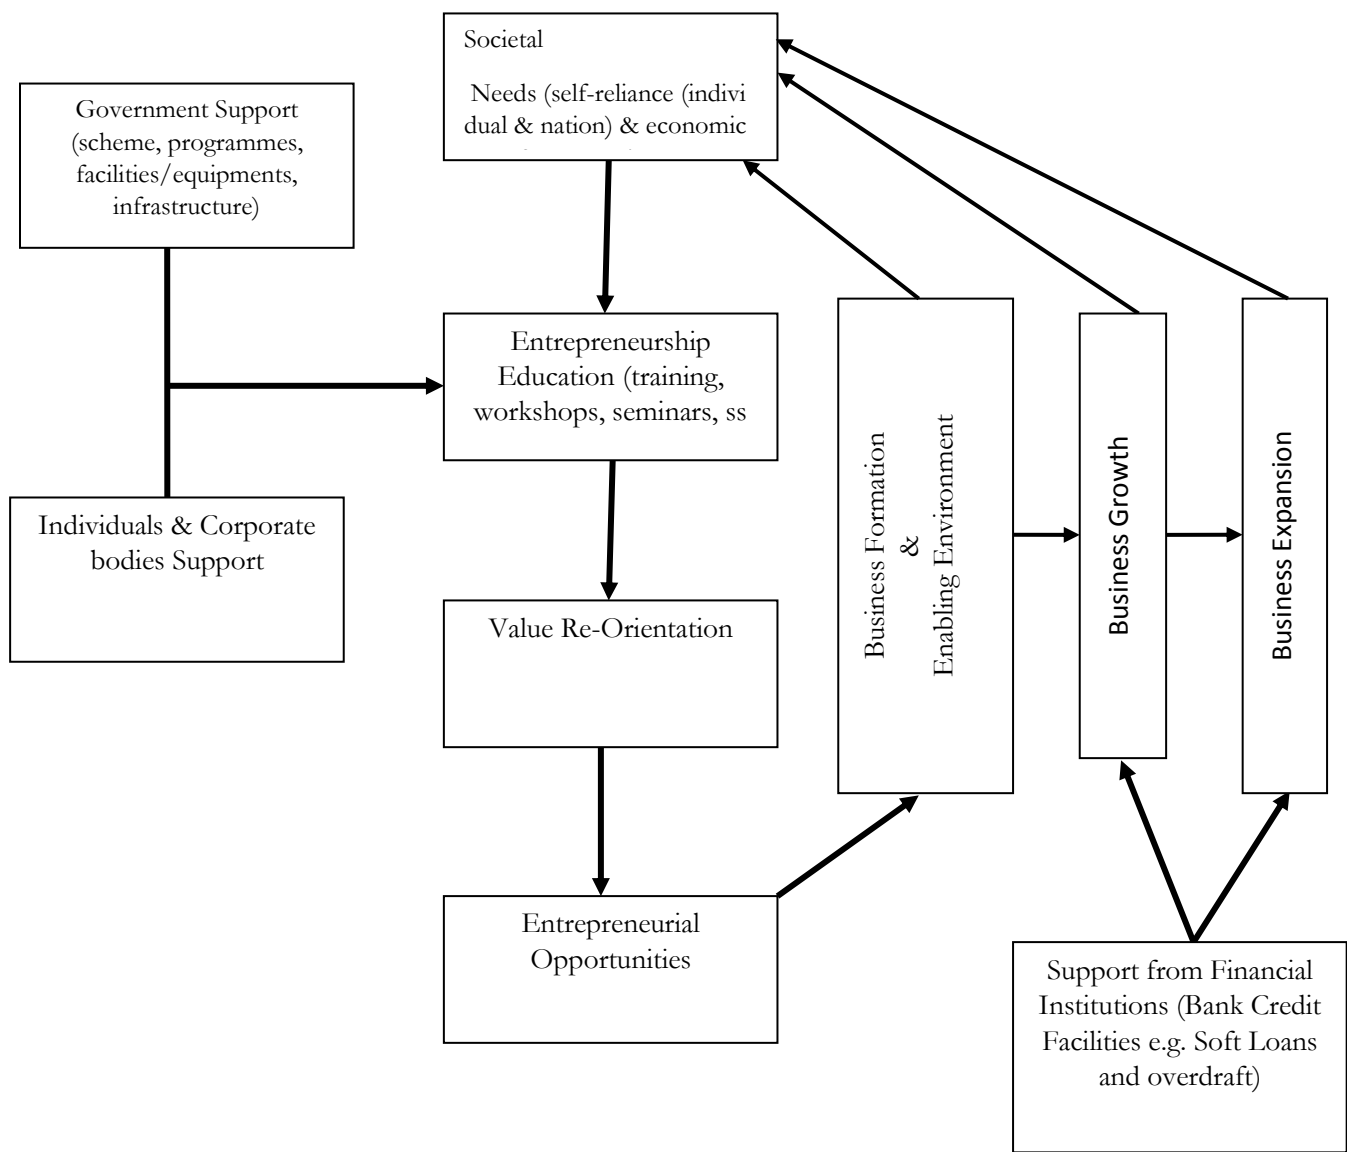 Societal
Needs (self-reliance (indivi
dual & nation) & economic
Government Support
(scheme, programmes,
facilities/equipments,
infrastructure)
Entrepreneurship
Education (training,
workshops, seminars, ss
Individuals & Corporate
bodies Support
Value Re-Orientation
Entrepreneurial
Opportunities
Business Formation
&
Enabling Environment
Business Growth
Business Expansion
Support from Financial
Institutions (Bank Credit
Facilities e.g. Soft Loans
and overdraft)